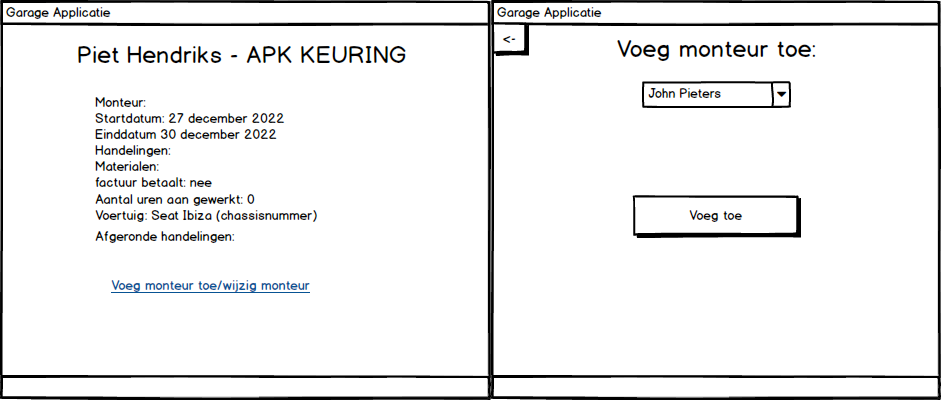 Garage Applicatie
Piet Hendriks - APK KEURING
Monteur:
Startdatum: 27 december 2022
Einddatum 30 december 2022
Handelingen:
Materialen:
factuur betaalt: nee
Aantal uren aan gewerkt: 0
Voertuig: Seat Ibiza (chassisnummer)
Afgeronde handelingen:
Voeg monteur toe/wijzig monteur
Garage Applicatie
<-
Voeg monteur toe:
John Pieters
Voeg toe